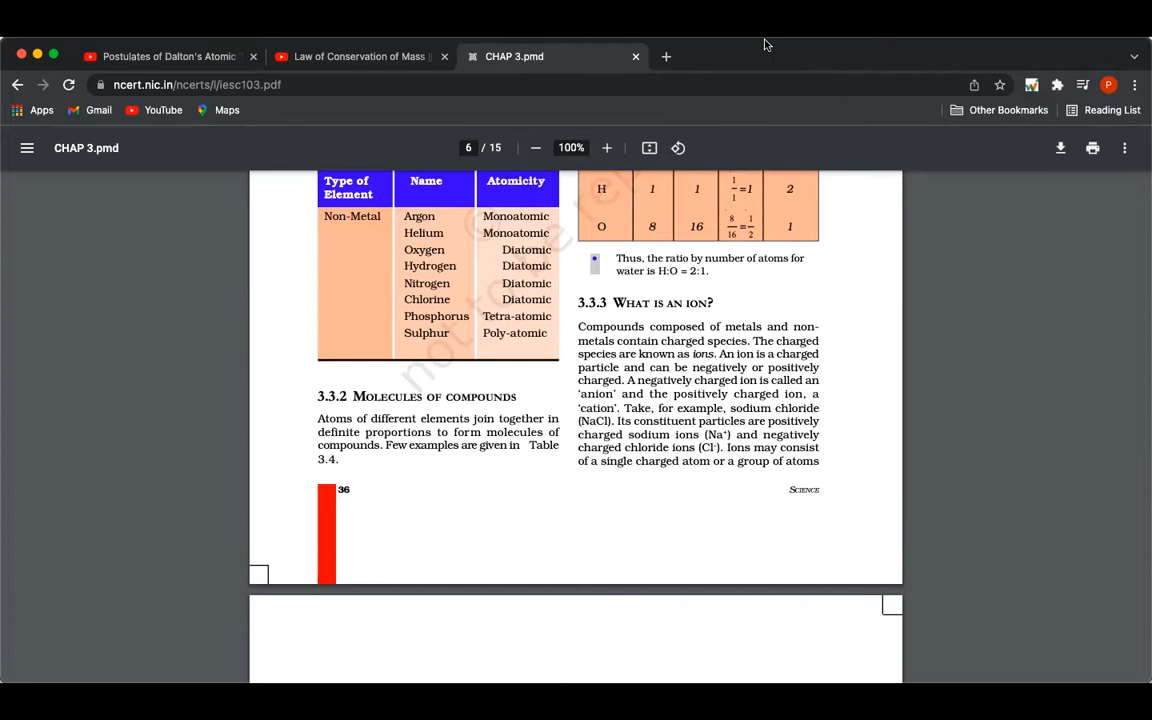 Postulates of Dalton's Atomic T
Law of Conservation of Mass ||
CHAP 3.pmd
ncert.nic.in/ncerts/l/iesc103.pdf
P
Apps
Gmail
YouTube
Maps
Other Bookmarks
Reading List
CHAP 3.pmd
6 / 15
100%
Type of Element Name Atomicity
Non-Metal Argon Monoatomic
Helium Monoatomic
Oxygen Diatomic
Hydrogen Diatomic
Nitrogen Diatomic
Chlorine Diatomic
Phosphorus Tetra-atomic
Sulphur Poly-atomic
3.3.2 MOLECULES OF COMPOUNDS
Atoms of different elements join together in
definite proportions to form molecules of
compounds. Few examples are given in Table
3.4.
36
H 1 1 1/1=1 2
O 8 16 8/16=1/2 1
Thus, the ratio by number of atoms for
water is H:O = 2:1.
3.3.3 WHAT IS AN ION?
Compounds composed of metals and non-
metals contain charged species. The charged
species are known as ions. An ion is a charged
particle and can be negatively or positively
charged. A negatively charged ion is called an
‘anion’ and the positively charged ion, a
‘cation’. Take, for example, sodium chloride
(NaCl). Its constituent particles are positively
charged sodium ions (Na⁺) and negatively
charged chloride ions (Cl⁻). Ions may consist
of a single charged atom or a group of atoms
SCIENCE
©
not to be rep